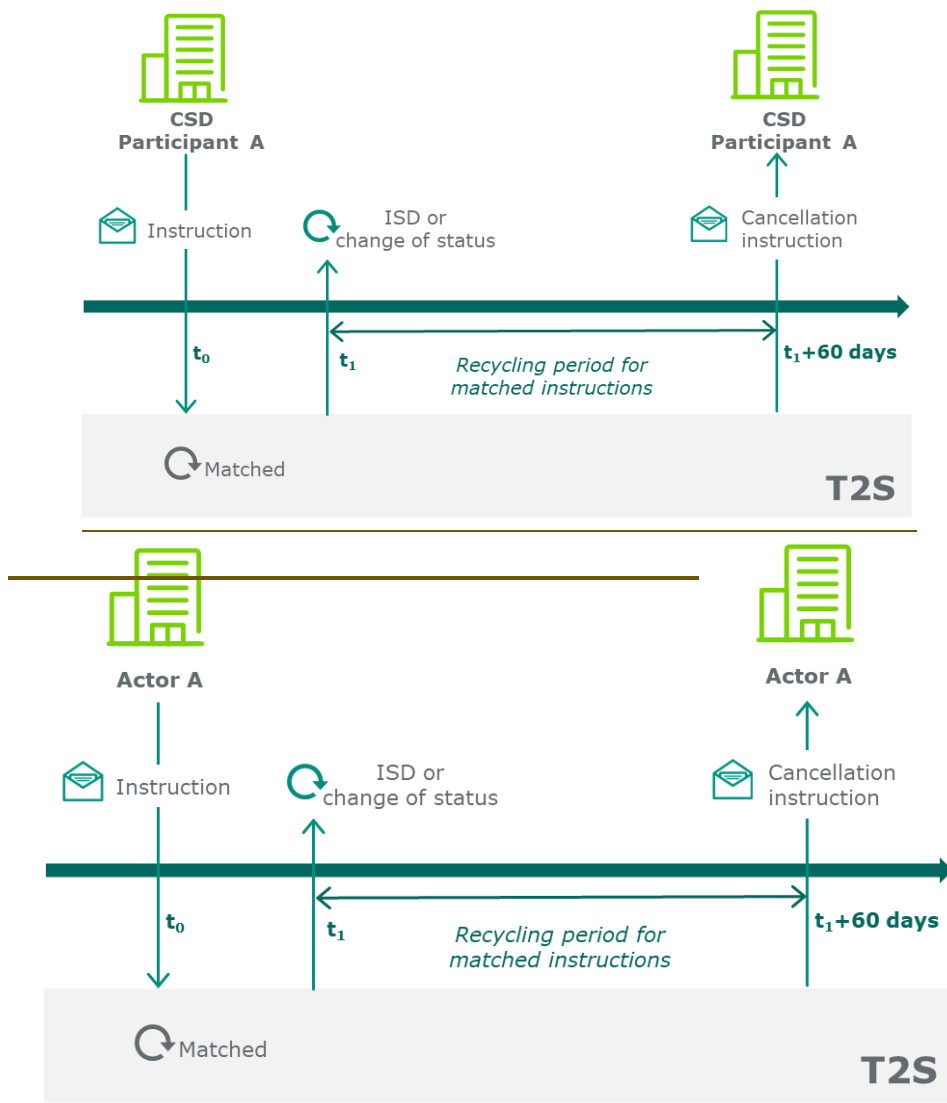 CSD
Participant A
CSD
Participant A
Instruction
ISD or
change of status
Cancellation
instruction
t₀
t₁
Recycling period for
matched instructions
t₁+60 days
Matched
T2S
Actor A
Actor A
Instruction
ISD or
change of status
Cancellation
instruction
t₀
t₁
Recycling period for
matched instructions
t₁+60 days
Matched
T2S